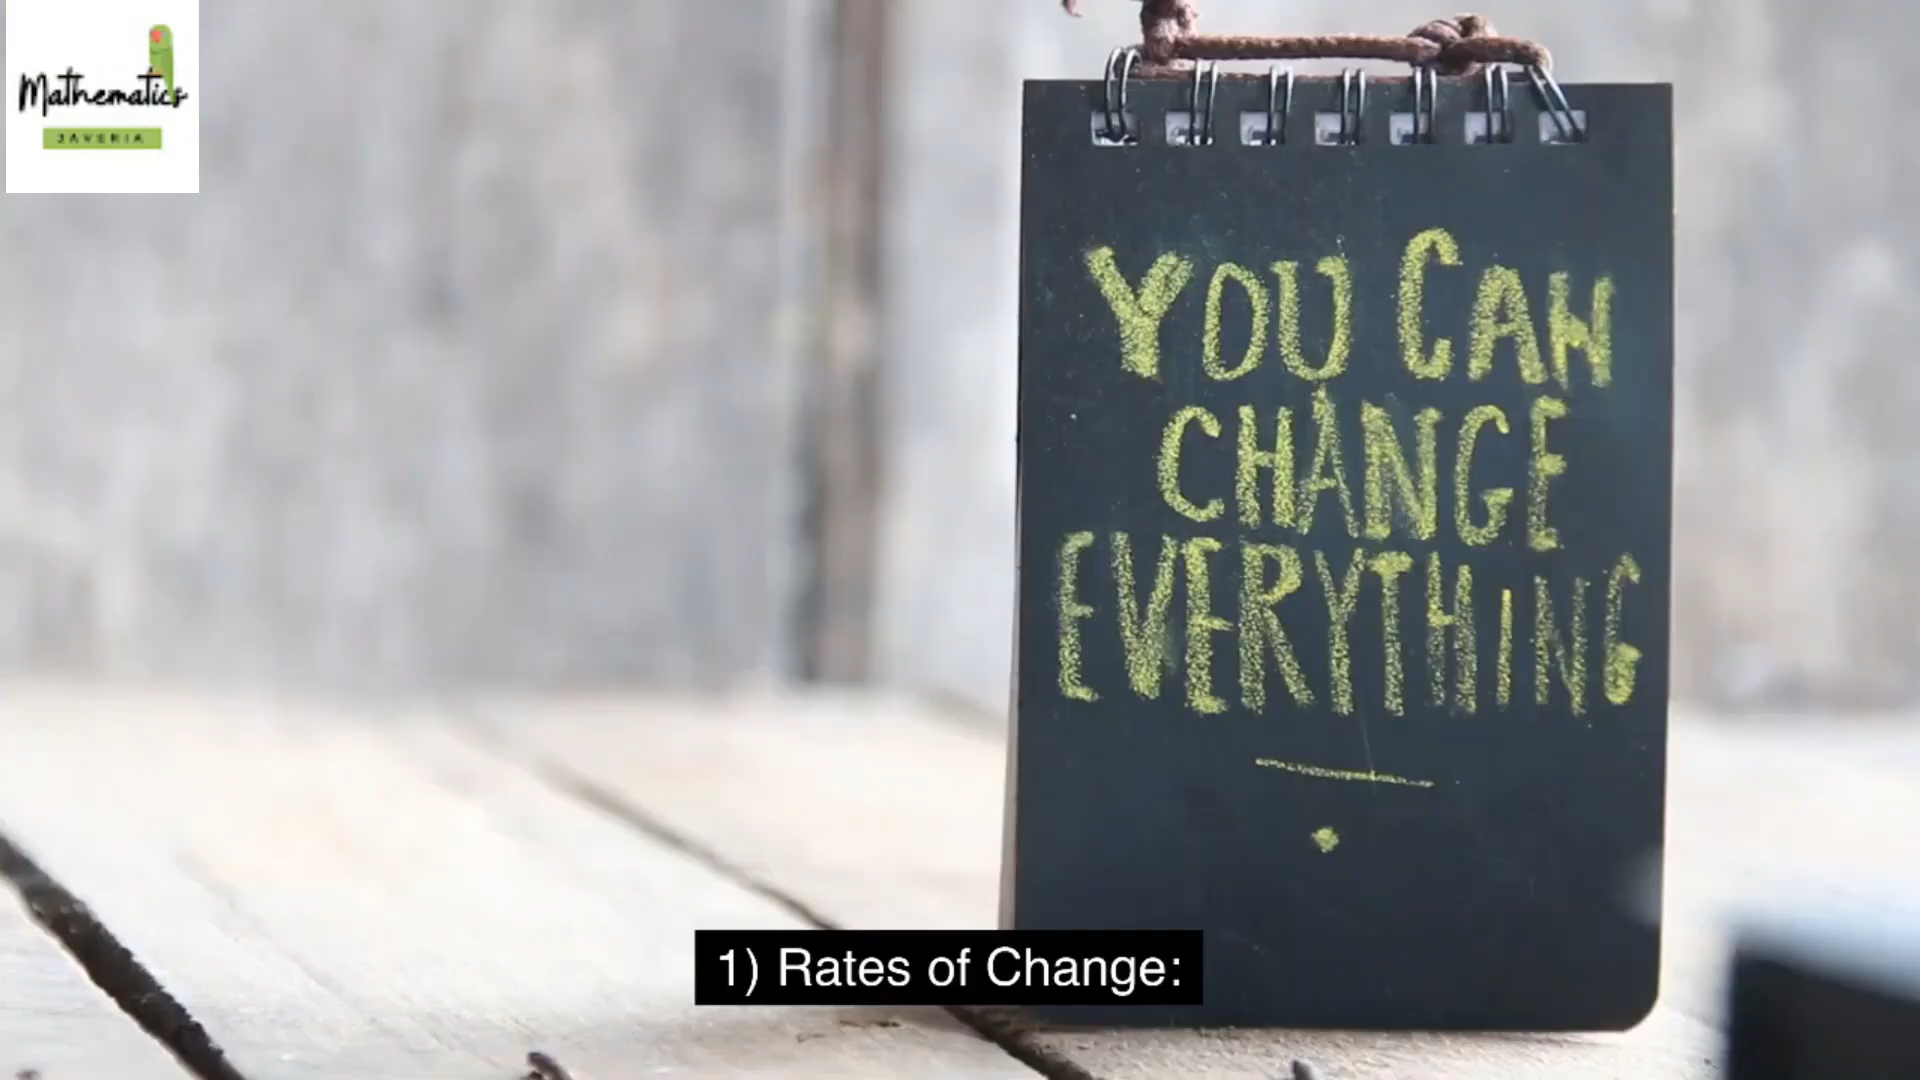 Mathematics
JAVERIA
YOU CAN
CHANGE
EVERYTHING
1) Rates of Change: